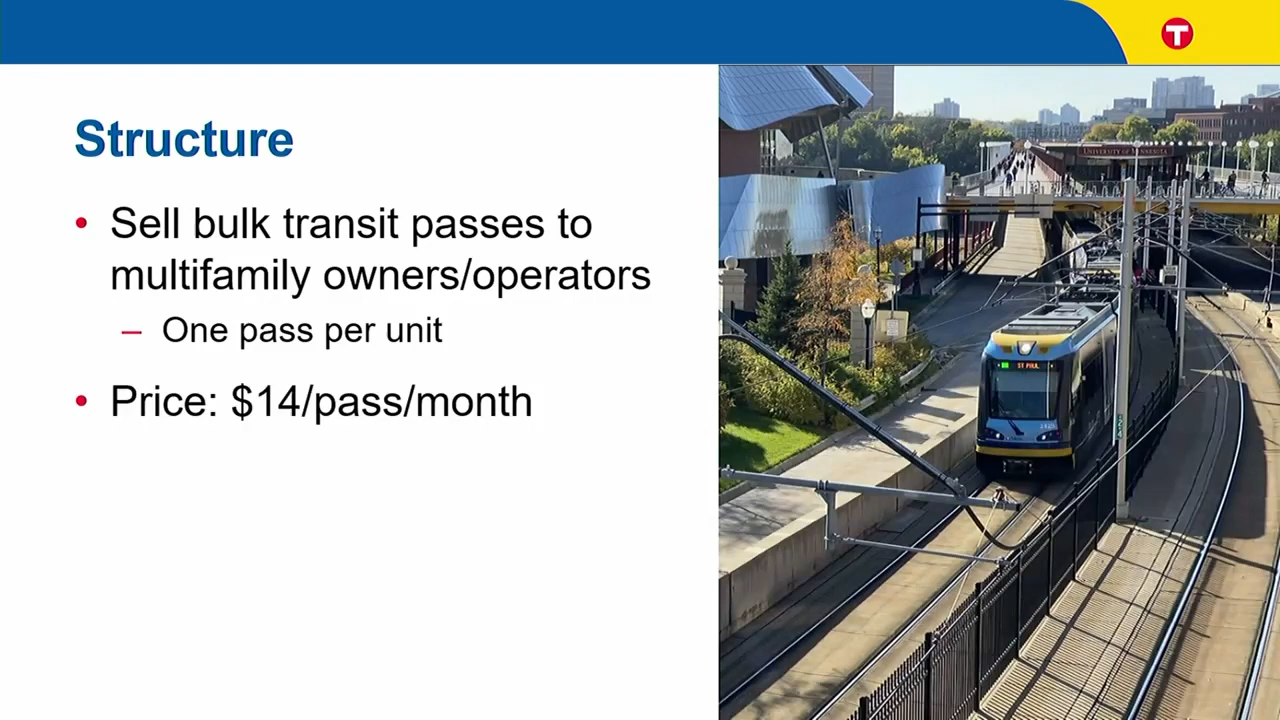 T
Structure
• Sell bulk transit passes to
multifamily owners/operators
– One pass per unit
• Price: $14/pass/month
UNIVERSITY OF MINNESOTA
ST PAUL